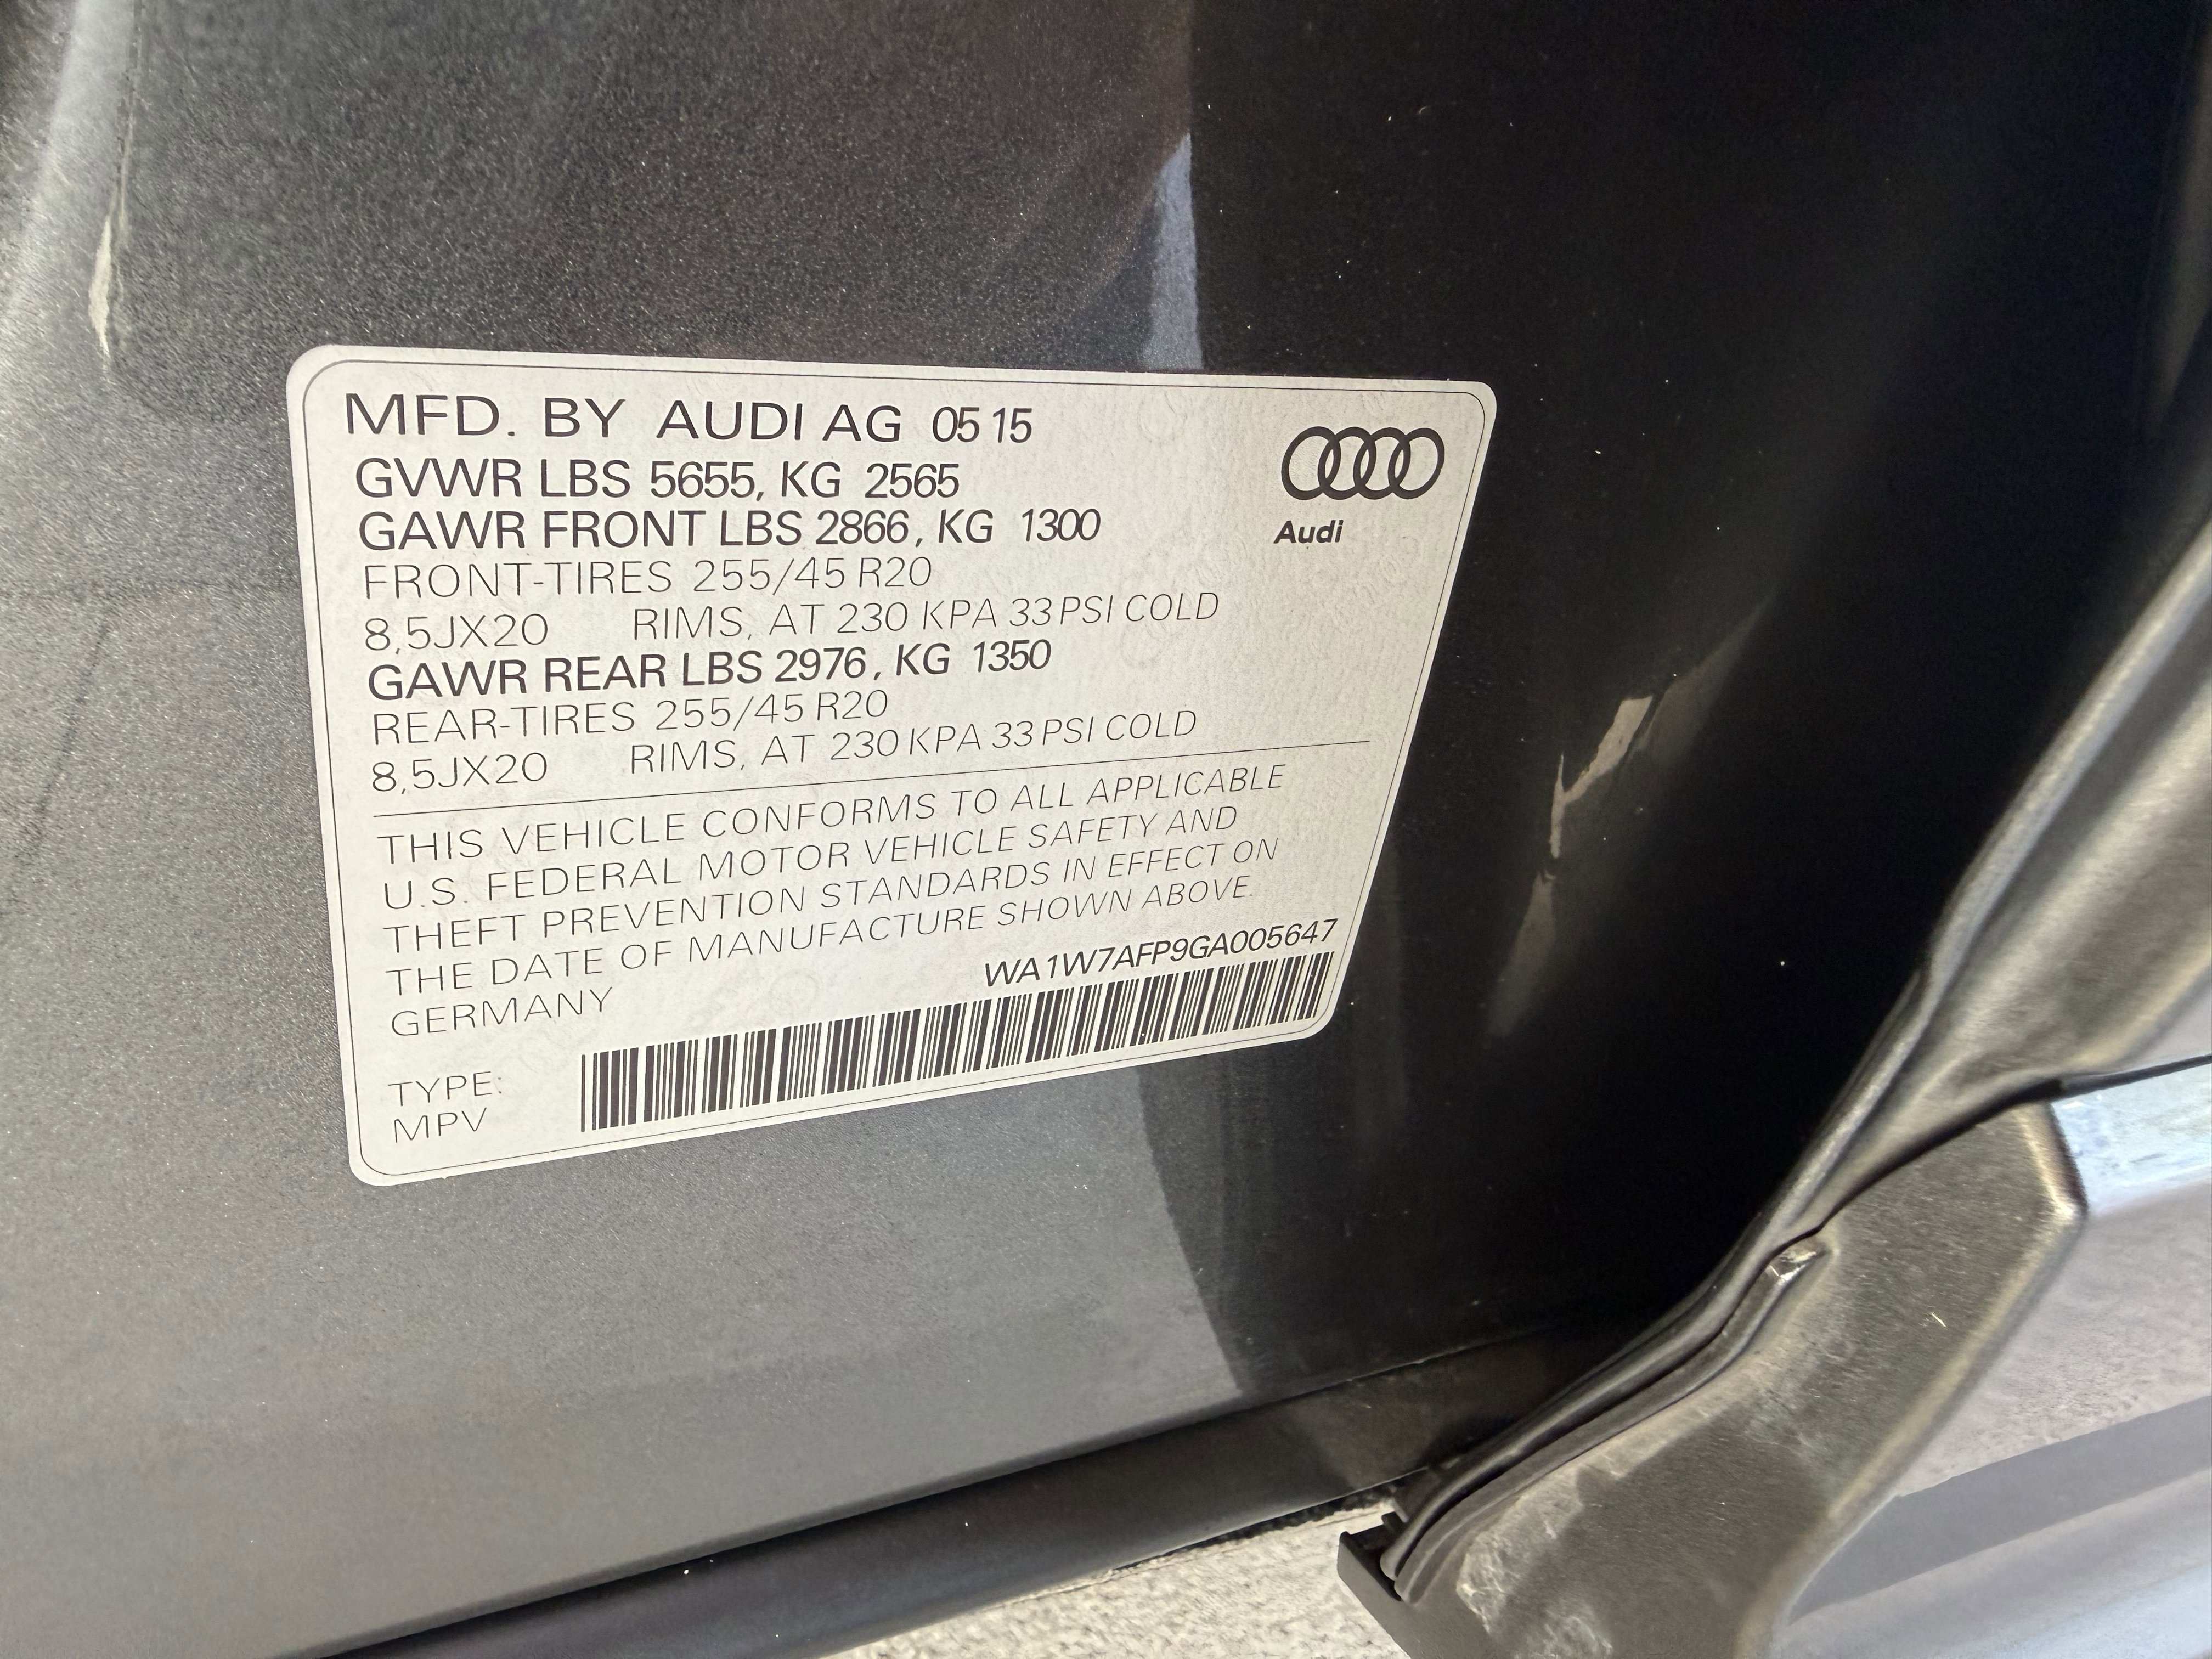 MFD. BY AUDI AG 05 15
GVWR LBS 5655, KG 2565
GAWR FRONT LBS 2866, KG 1300
FRONT-TIRES 255/45 R20
8,5JX20 RIMS, AT 230 KPA 33 PSI COLD
GAWR REAR LBS 2976, KG 1350
REAR-TIRES 255/45 R20
8,5JX20 RIMS, AT 230 KPA 33 PSI COLD
Audi
THIS VEHICLE CONFORMS TO ALL APPLICABLE
U.S. FEDERAL MOTOR VEHICLE SAFETY AND
THEFT PREVENTION STANDARDS IN EFFECT ON
THE DATE OF MANUFACTURE SHOWN ABOVE.
WA1W7AFP9GA005647
GERMANY
TYPE:
MPV